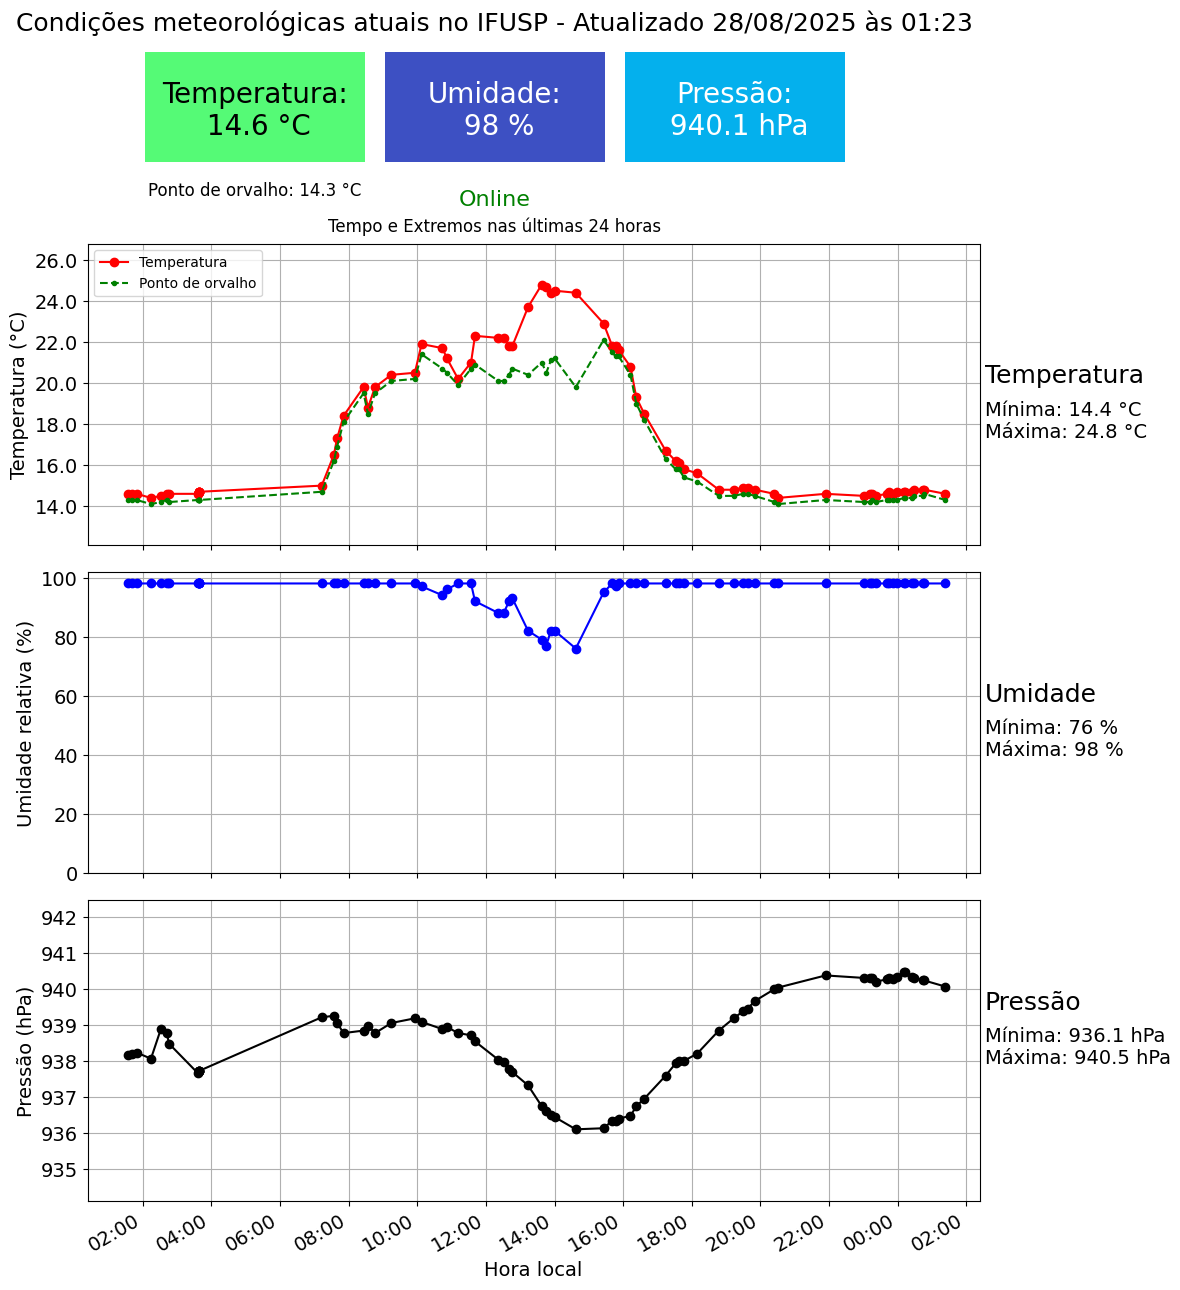 Condições meteorológicas atuais no IFUSP - Atualizado 28/08/2025 às 01:23
Temperatura:
14.6 °C
Umidade:
98 %
Pressão:
940.1 hPa
Ponto de orvalho: 14.3 °C
Online
Tempo e Extremos nas últimas 24 horas
Temperatura (°C)
26.0
24.0
22.0
20.0
18.0
16.0
14.0
Temperatura
Ponto de orvalho
Temperatura
Mínima: 14.4 °C
Máxima: 24.8 °C
Umidade relativa (%)
100
80
60
40
20
0
Umidade
Mínima: 76 %
Máxima: 98 %
Pressão (hPa)
942
941
940
939
938
937
936
935
Pressão
Mínima: 936.1 hPa
Máxima: 940.5 hPa
02:00 04:00 06:00 08:00 10:00 12:00 14:00 16:00 18:00 20:00 22:00 00:00 02:00
Hora local